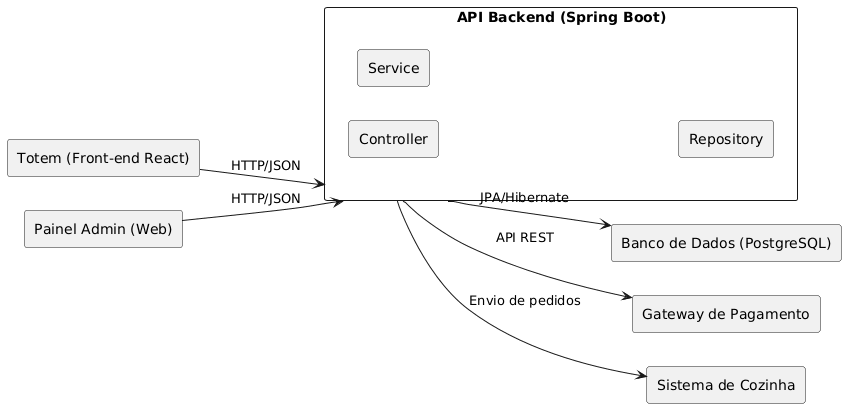 API Backend (Spring Boot)
Service
Controller
Repository
Totem (Front-end React)
HTTP/JSON
Painel Admin (Web)
HTTP/JSON
JPA/Hibernate
Banco de Dados (PostgreSQL)
API REST
Gateway de Pagamento
Envio de pedidos
Sistema de Cozinha